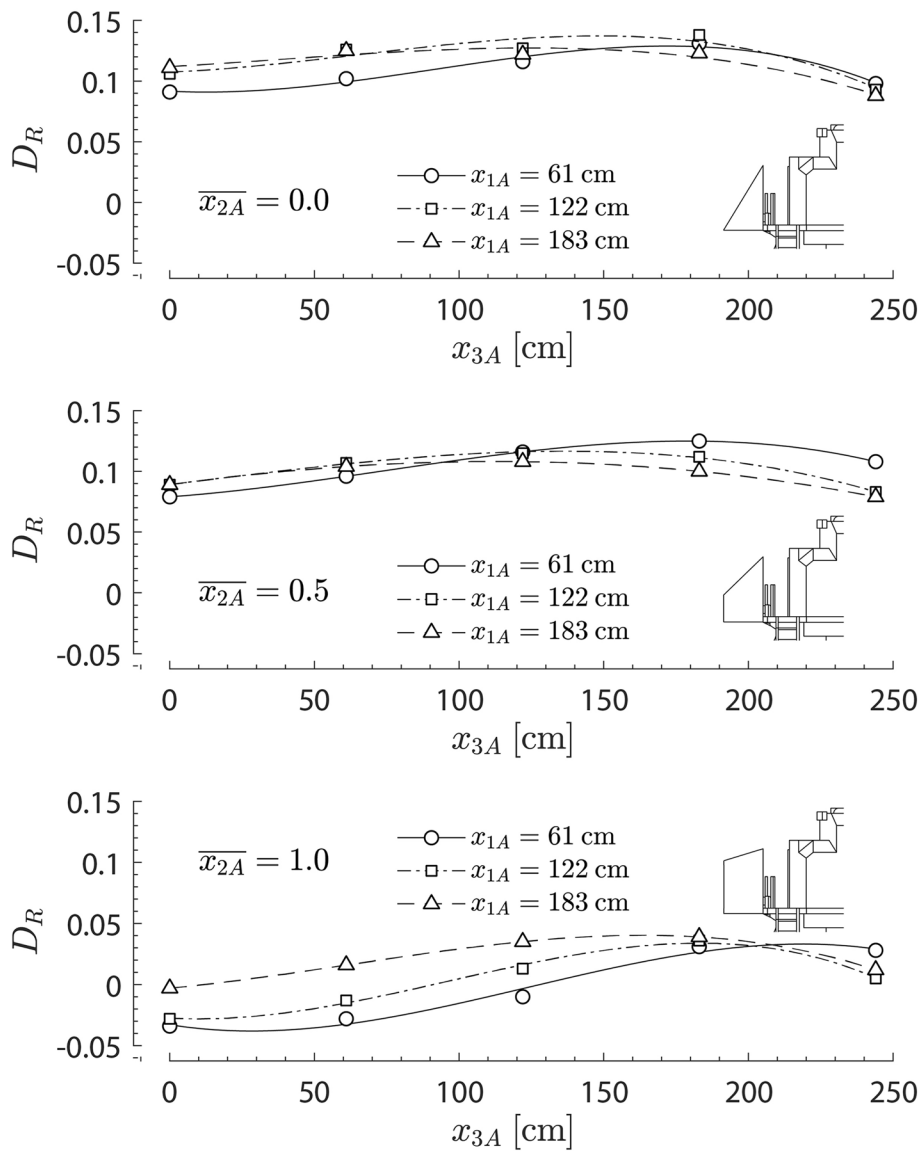 0.15
0.1
0.05
0
-0.05
D_R
\overline{x_{2A}} = 0.0
x_{1A} = 61 cm
x_{1A} = 122 cm
x_{1A} = 183 cm
0 50 100 150 200 250
x_{3A} [cm]
0.15
0.1
0.05
0
-0.05
D_R
\overline{x_{2A}} = 0.5
x_{1A} = 61 cm
x_{1A} = 122 cm
x_{1A} = 183 cm
0 50 100 150 200 250
x_{3A} [cm]
0.15
0.1
0.05
0
-0.05
D_R
\overline{x_{2A}} = 1.0
x_{1A} = 61 cm
x_{1A} = 122 cm
x_{1A} = 183 cm
0 50 100 150 200 250
x_{3A} [cm]